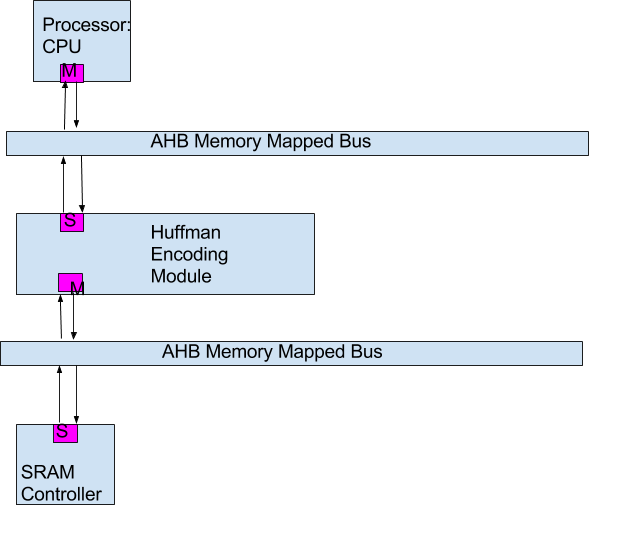 Processor:
CPU
M
AHB Memory Mapped Bus
S
Huffman
Encoding
Module
M
AHB Memory Mapped Bus
S
SRAM
Controller